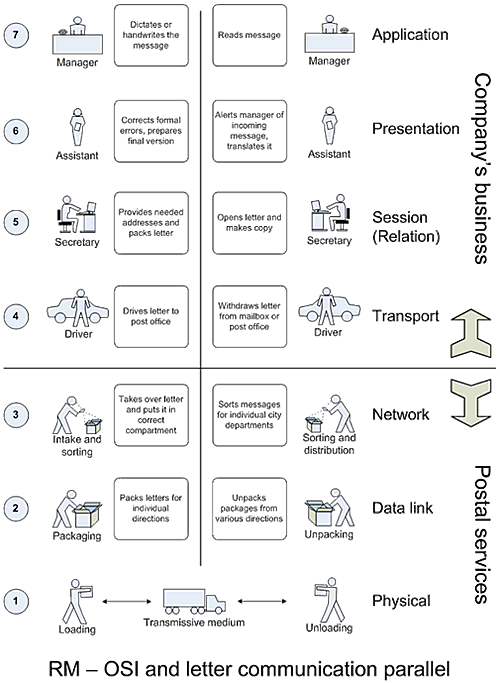 7
Manager
Dictates or
handwrites the
message
Reads message
Manager
Application
6
Assistant
Corrects formal
errors, prepares
final version
Alerts manager of
incoming
message,
translates it
Assistant
Presentation
5
Secretary
Provides needed
addresses and
packs letter
Opens letter and
makes copy
Secretary
Session
(Relation)
4
Driver
Drives letter to
post office
Withdraws letter
from mailbox or
post office
Driver
Transport
Company's business
3
Intake and
sorting
Takes over letter
and puts it in
correct
compartment
Sorts messages
for individual city
departments
Sorting and
distribution
Network
2
Packaging
Packs letters for
individual
directions
Unpacks
packages from
various directions
Unpacking
Data link
1
Loading
Transmissive medium
Unloading
Physical
Postal services
RM – OSI and letter communication parallel